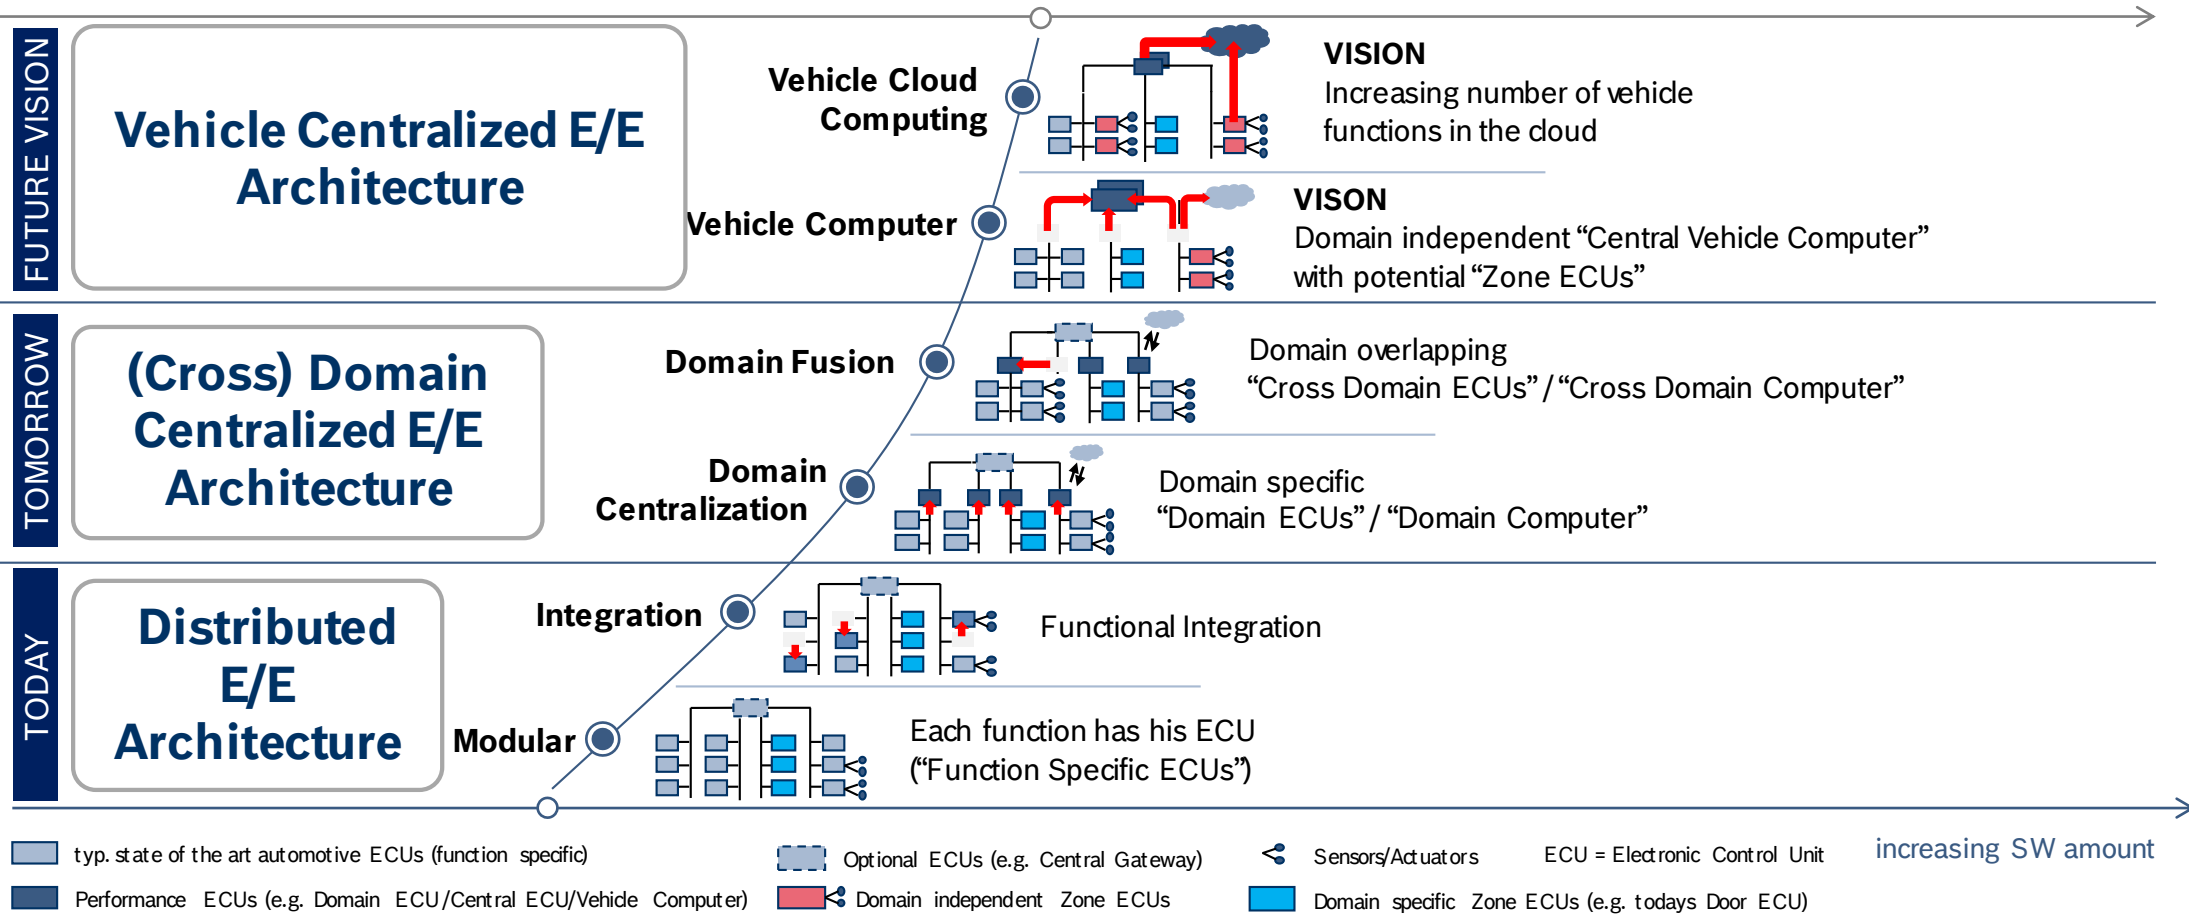 FUTURE VISION
Vehicle Centralized E/E
Architecture
Vehicle Cloud
Computing
VISION
Increasing number of vehicle
functions in the cloud
Vehicle Computer
VISON
Domain independent “Central Vehicle Computer”
with potential “Zone ECUs”
TOMORROW
(Cross) Domain
Centralized E/E
Architecture
Domain Fusion
Domain overlapping
“Cross Domain ECUs” / “Cross Domain Computer”
Domain
Centralization
Domain specific
“Domain ECUs” / “Domain Computer”
TODAY
Distributed
E/E
Architecture
Integration
Functional Integration
Modular
Each function has his ECU
(“Function Specific ECUs”)
increasing SW amount
typ. state of the art automotive ECUs (function specific)
Optional ECUs (e.g. Central Gateway)
Sensors/Actuators
ECU = Electronic Control Unit
Performance ECUs (e.g. Domain ECU/Central ECU/Vehicle Computer)
Domain independent Zone ECUs
Domain specific Zone ECUs (e.g. todays Door ECU)